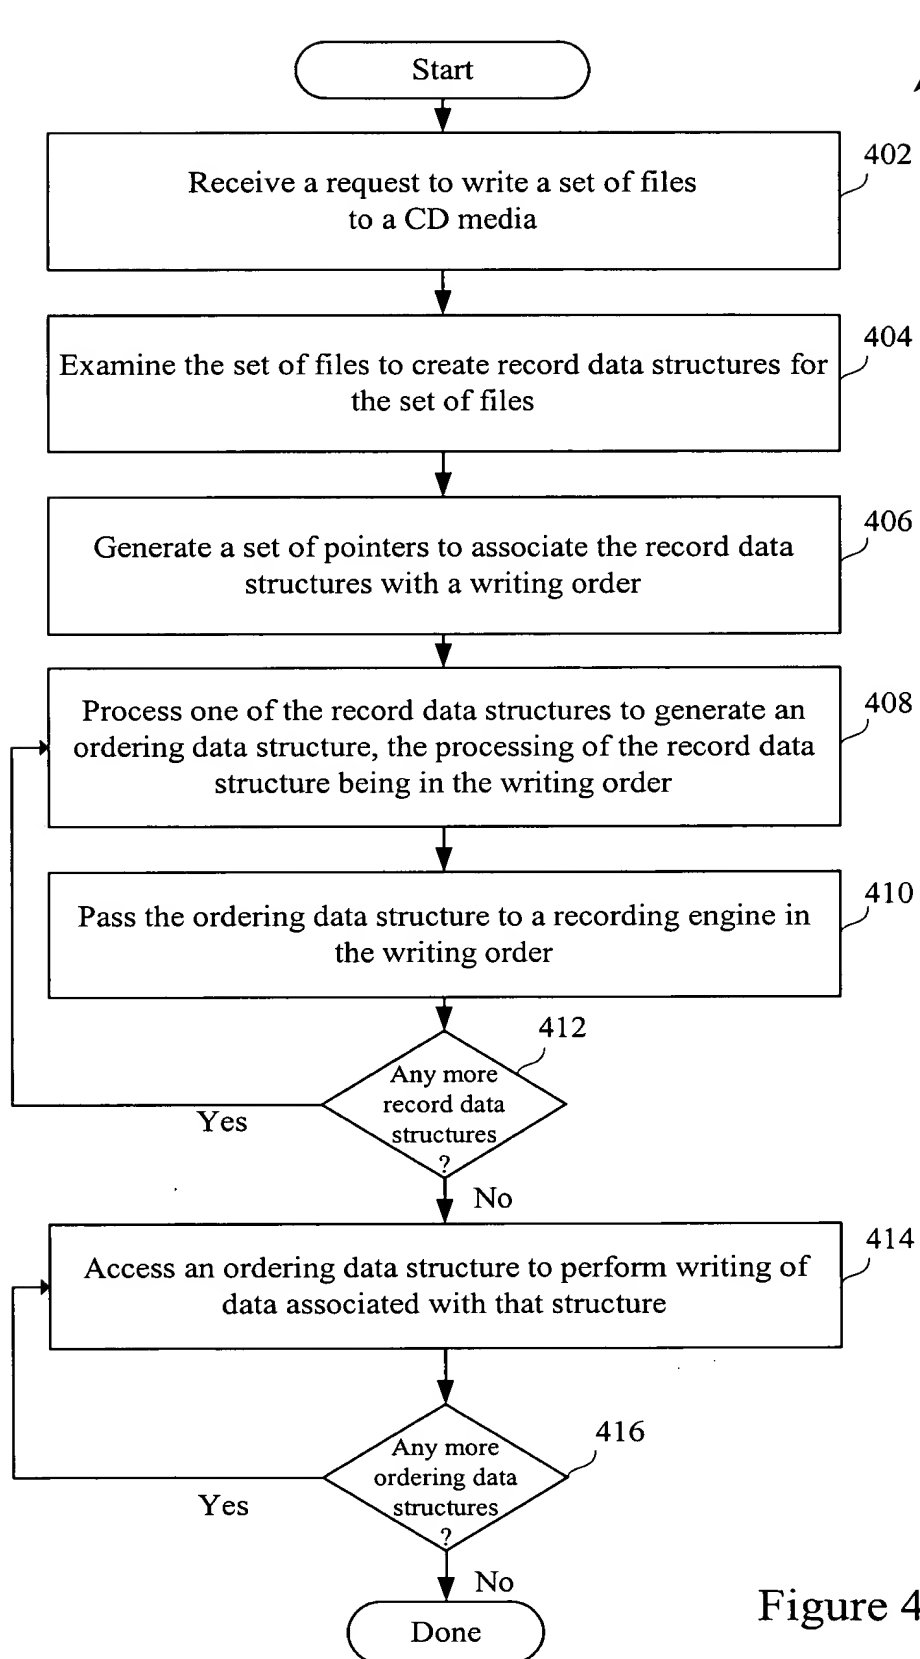 Start
402
Receive a request to write a set of files
to a CD media
404
Examine the set of files to create record data structures for
the set of files
406
Generate a set of pointers to associate the record data
structures with a writing order
408
Process one of the record data structures to generate an
ordering data structure, the processing of the record data
structure being in the writing order
410
Pass the ordering data structure to a recording engine in
the writing order
412
Any more
record data
structures
?
Yes
No
414
Access an ordering data structure to perform writing of
data associated with that structure
416
Any more
ordering data
structures
?
Yes
No
Done
Figure 4